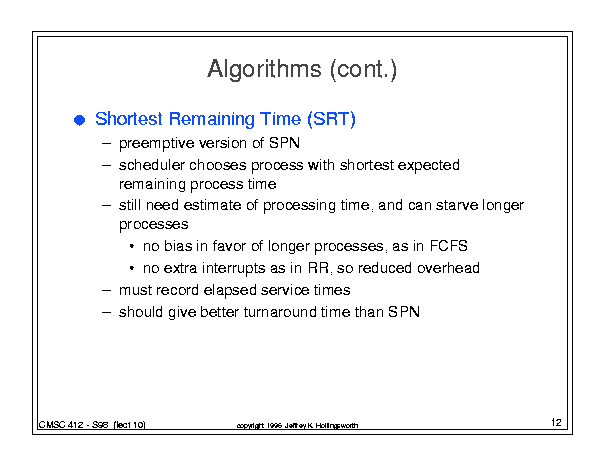 Algorithms (cont.)
● Shortest Remaining Time (SRT)
– preemptive version of SPN
– scheduler chooses process with shortest expected
remaining process time
– still need estimate of processing time, and can starve longer
processes
• no bias in favor of longer processes, as in FCFS
• no extra interrupts as in RR, so reduced overhead
– must record elapsed service times
– should give better turnaround time than SPN
CMSC 412 - S96 (lect 10)
copyright 1996 Jeffrey K. Hollingsworth
12